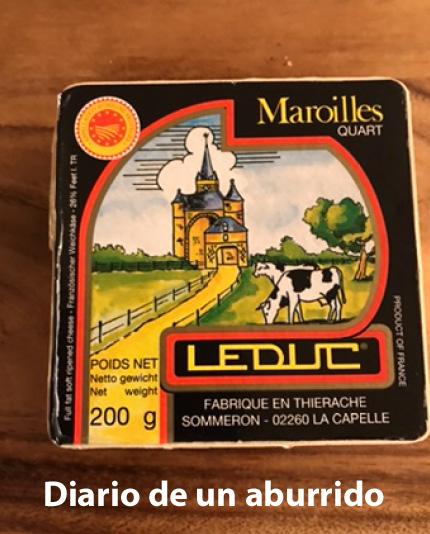 Maroilles
QUART
Full fat soft ripened cheese - Französischer Weichkäse - 26% Feet I. TR
PRODUCT OF FRANCE
LEDUC®
POIDS NET
Netto gewicht
Net weight
200 g
FABRIQUE EN THIERACHE
SOMMERON - 02260 LA CAPELLE
Diario de un aburrido